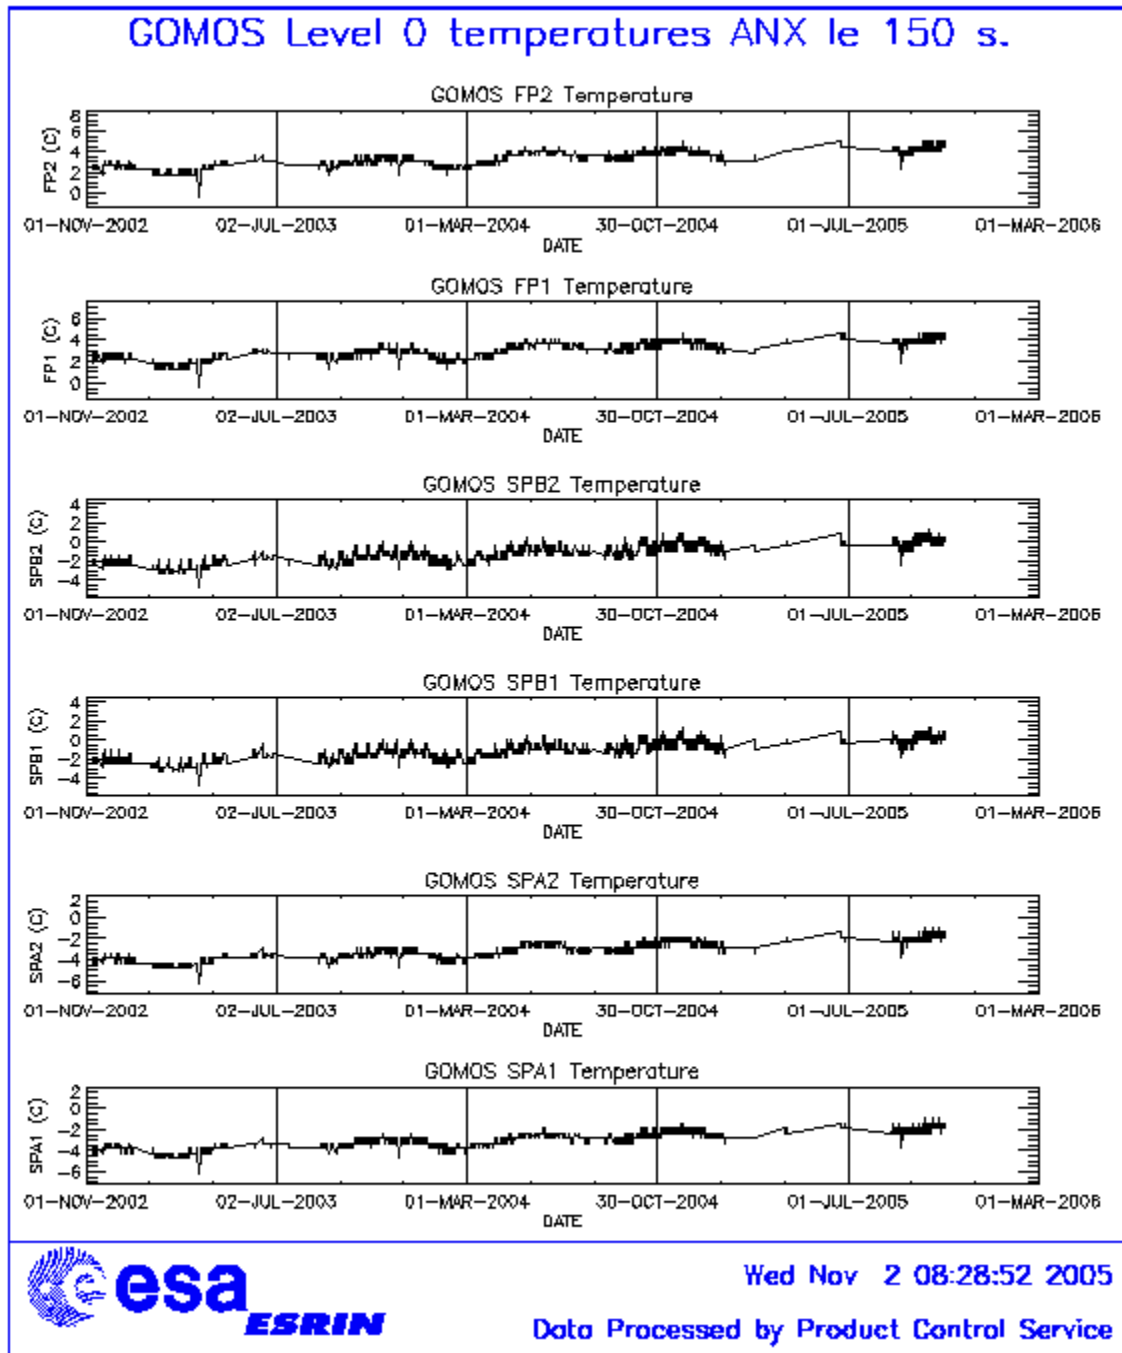 GOMOS Level 0 temperatures ANX le 150 s.
GOMOS FP2 Temperature
FP2 (C)
8
6
4
2
0
01-NOV-2002 02-JUL-2003 01-MAR-2004 30-OCT-2004 01-JUL-2005 01-MAR-2006
DATE
GOMOS FP1 Temperature
FP1 (C)
6
4
2
0
01-NOV-2002 02-JUL-2003 01-MAR-2004 30-OCT-2004 01-JUL-2005 01-MAR-2006
DATE
GOMOS SPB2 Temperature
SPB2 (C)
4
2
0
-2
-4
01-NOV-2002 02-JUL-2003 01-MAR-2004 30-OCT-2004 01-JUL-2005 01-MAR-2006
DATE
GOMOS SPB1 Temperature
SPB1 (C)
4
2
0
-2
-4
01-NOV-2002 02-JUL-2003 01-MAR-2004 30-OCT-2004 01-JUL-2005 01-MAR-2006
DATE
GOMOS SPA2 Temperature
SPA2 (C)
2
0
-2
-4
-6
01-NOV-2002 02-JUL-2003 01-MAR-2004 30-OCT-2004 01-JUL-2005 01-MAR-2006
DATE
GOMOS SPA1 Temperature
SPA1 (C)
2
0
-2
-4
-6
01-NOV-2002 02-JUL-2003 01-MAR-2004 30-OCT-2004 01-JUL-2005 01-MAR-2006
DATE
esa
ESRIN
Wed Nov 2 08:28:52 2005
Data Processed by Product Control Service